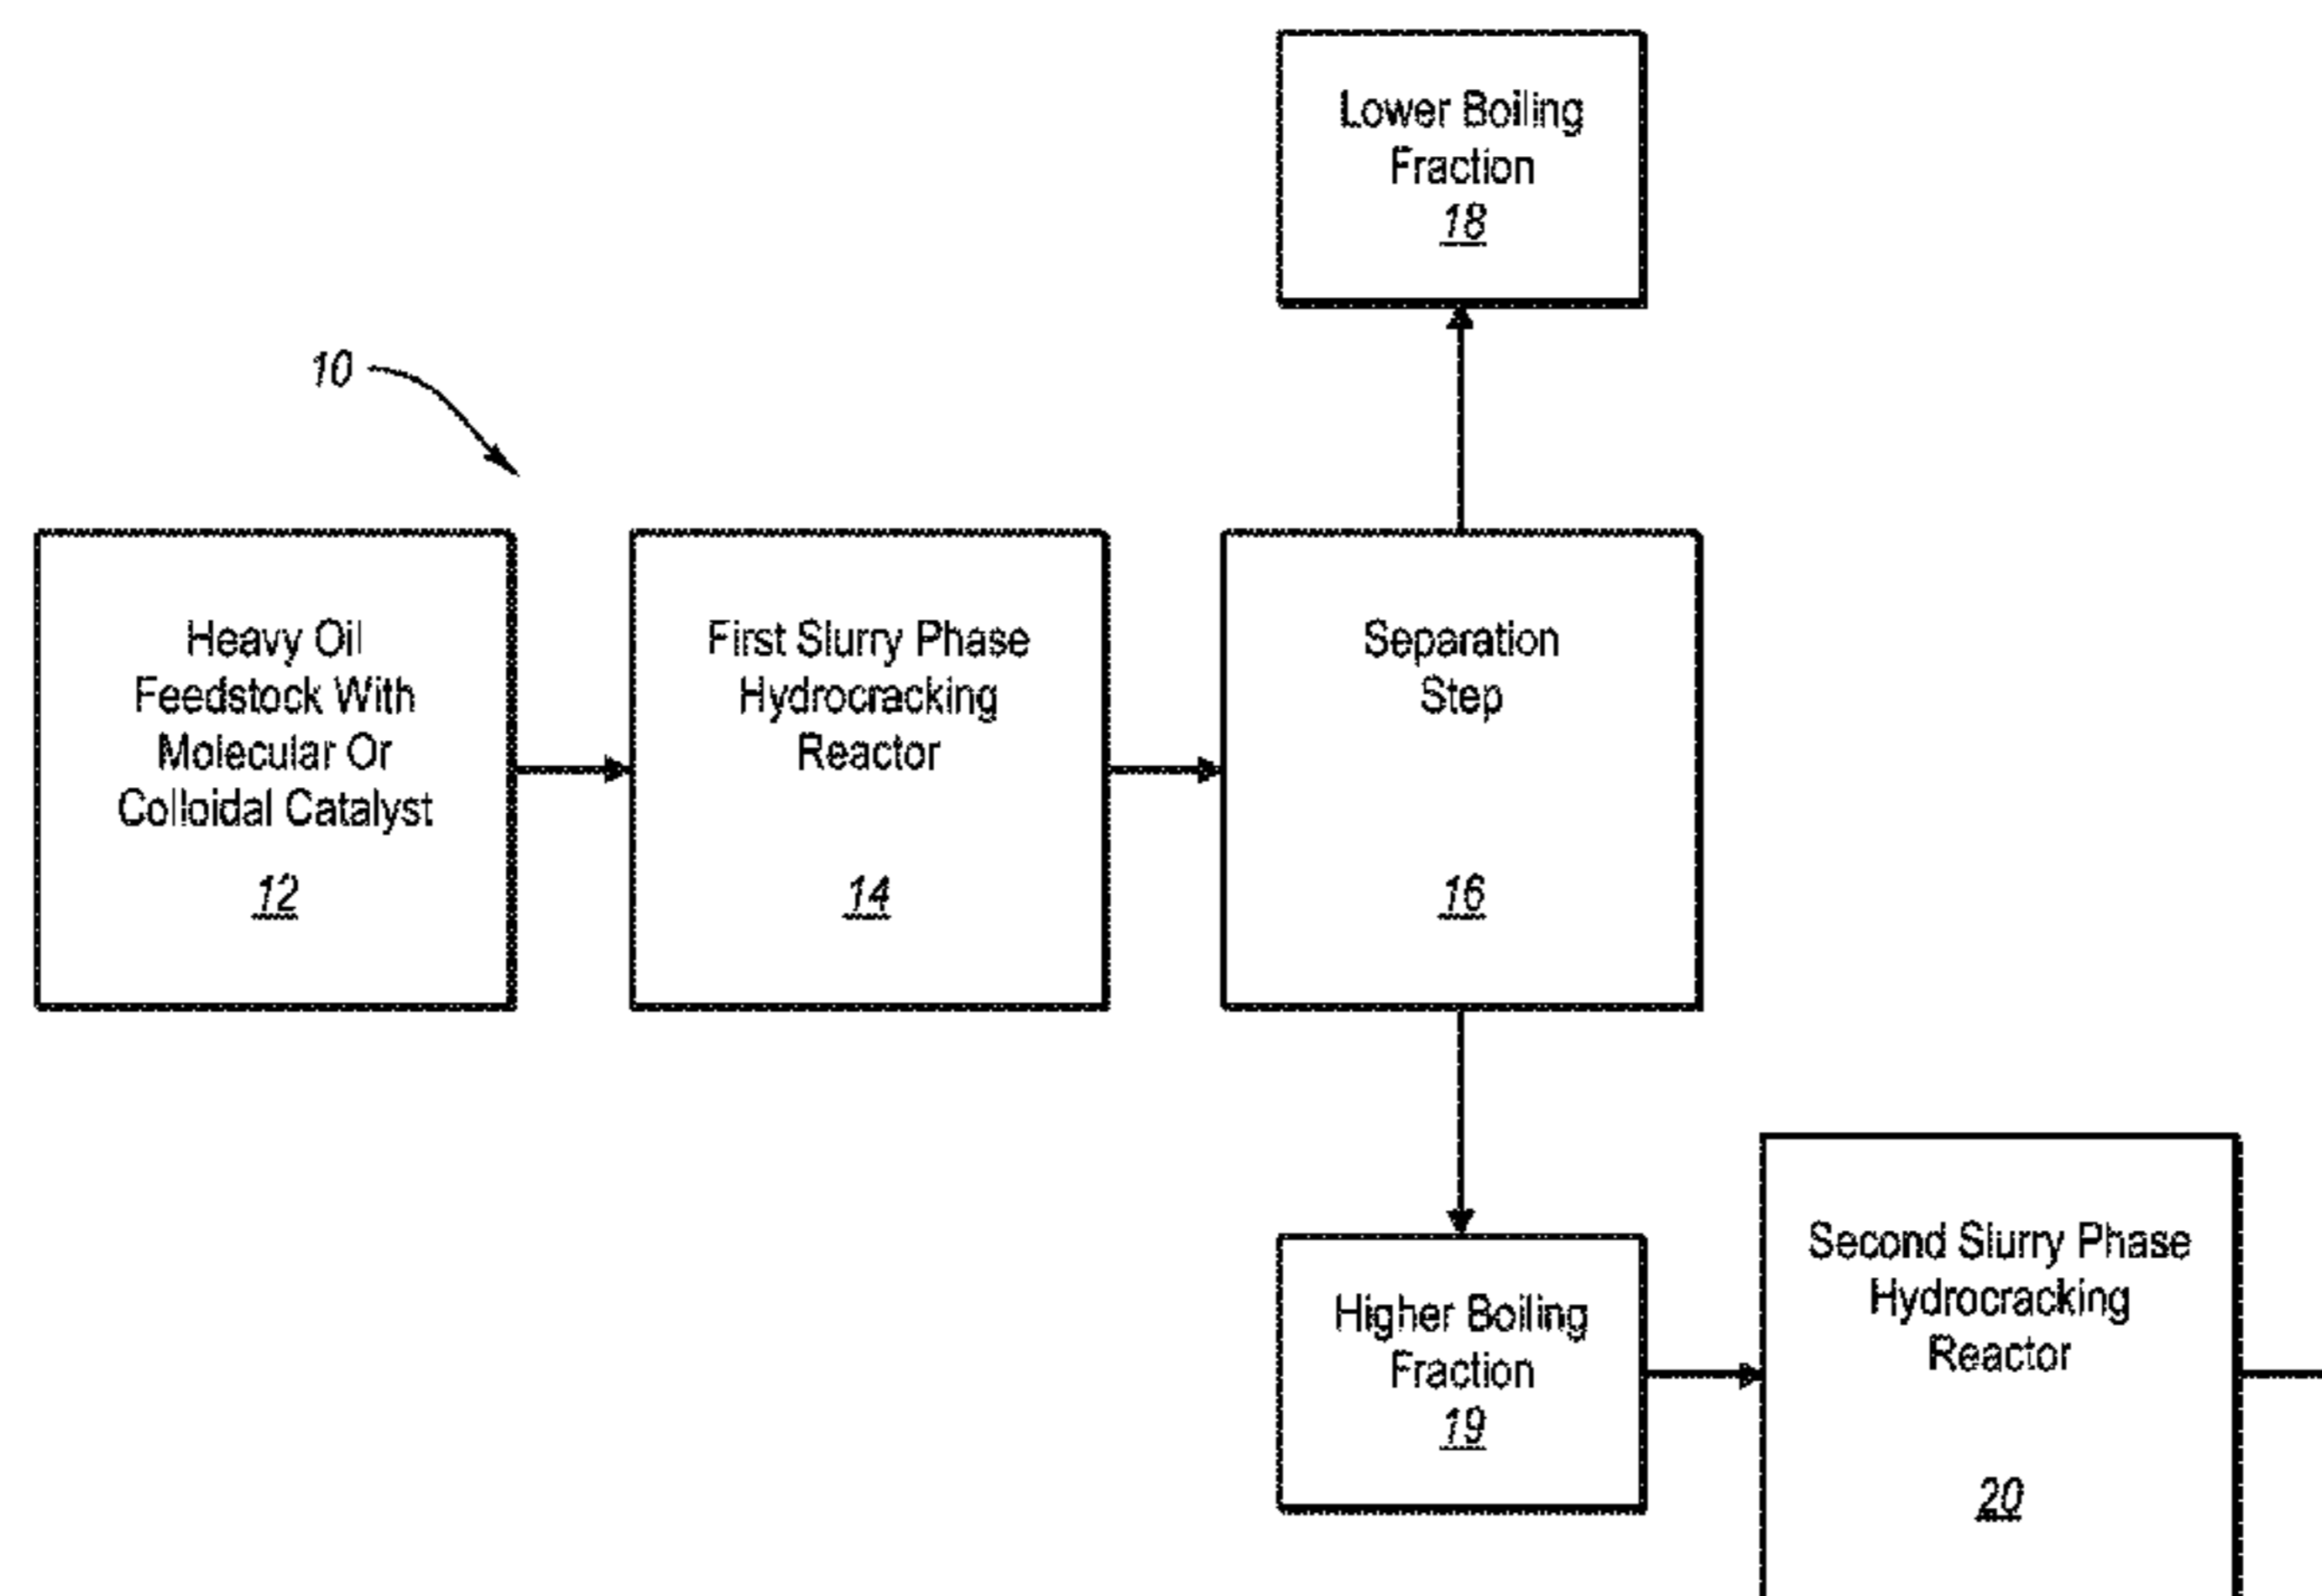 Lower Boiling
Fraction
18
10
Heavy Oil
Feedstock With
Molecular Or
Colloidal Catalyst
12
First Slurry Phase
Hydrocracking
Reactor
14
Separation
Step
16
Higher Boiling
Fraction
19
Second Slurry Phase
Hydrocracking
Reactor
20